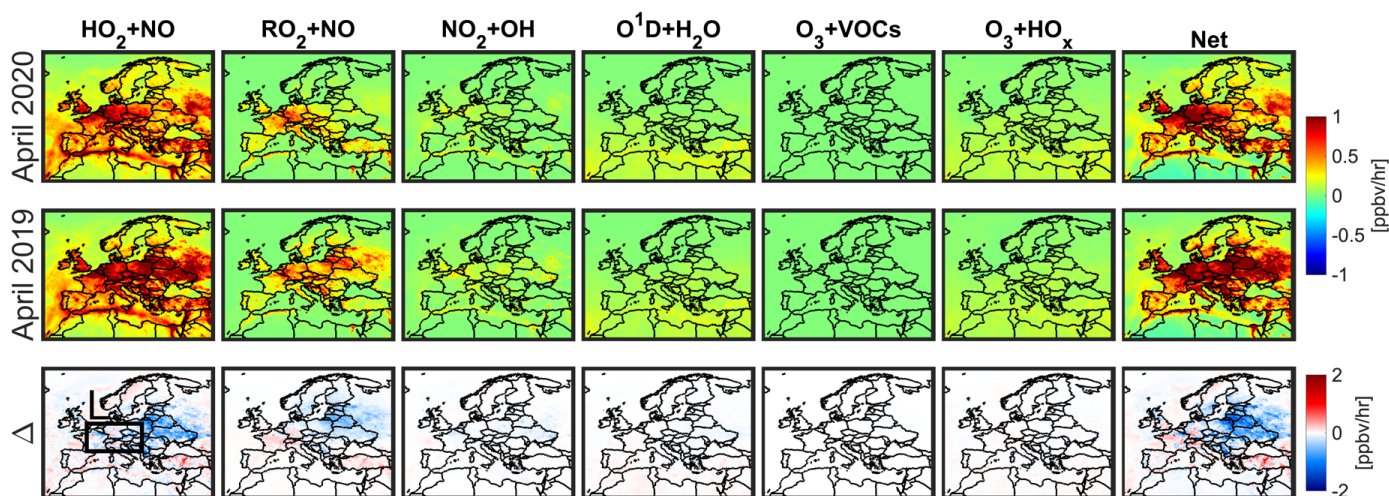 HO₂+NO RO₂+NO NO₂+OH O¹D+H₂O O₃+VOCs O₃+HOₓ Net
April 2020
April 2019
Δ
L
1
0.5
0
-0.5
-1
[ppbv/hr]
2
0
-2
[ppbv/hr]